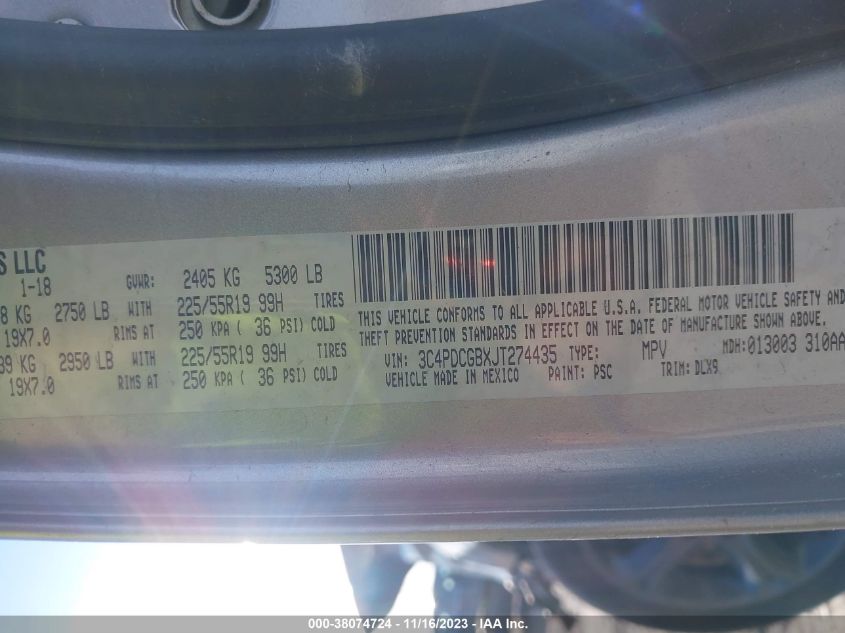 S LLC
1-18 GVWR: 2405 KG 5300 LB
8 KG 2750 LB WITH 225/55R19 99H TIRES
19X7.0 RIMS AT 250 KPA ( 36 PSI) COLD
39 KG 2950 LB WITH 225/55R19 99H TIRES
19X7.0 RIMS AT 250 KPA ( 36 PSI) COLD
THIS VEHICLE CONFORMS TO ALL APPLICABLE U.S.A. FEDERAL MOTOR VEHICLE SAFETY AND
THEFT PREVENTION STANDARDS IN EFFECT ON THE DATE OF MANUFACTURE SHOWN ABOVE.
VIN: 3C4PDCGBXJT274435 TYPE: MPV MDH: 013003 310AA
VEHICLE MADE IN MEXICO PAINT: PSC TRIM: DLX9
000-38074724 - 11/16/2023 - IAA Inc.